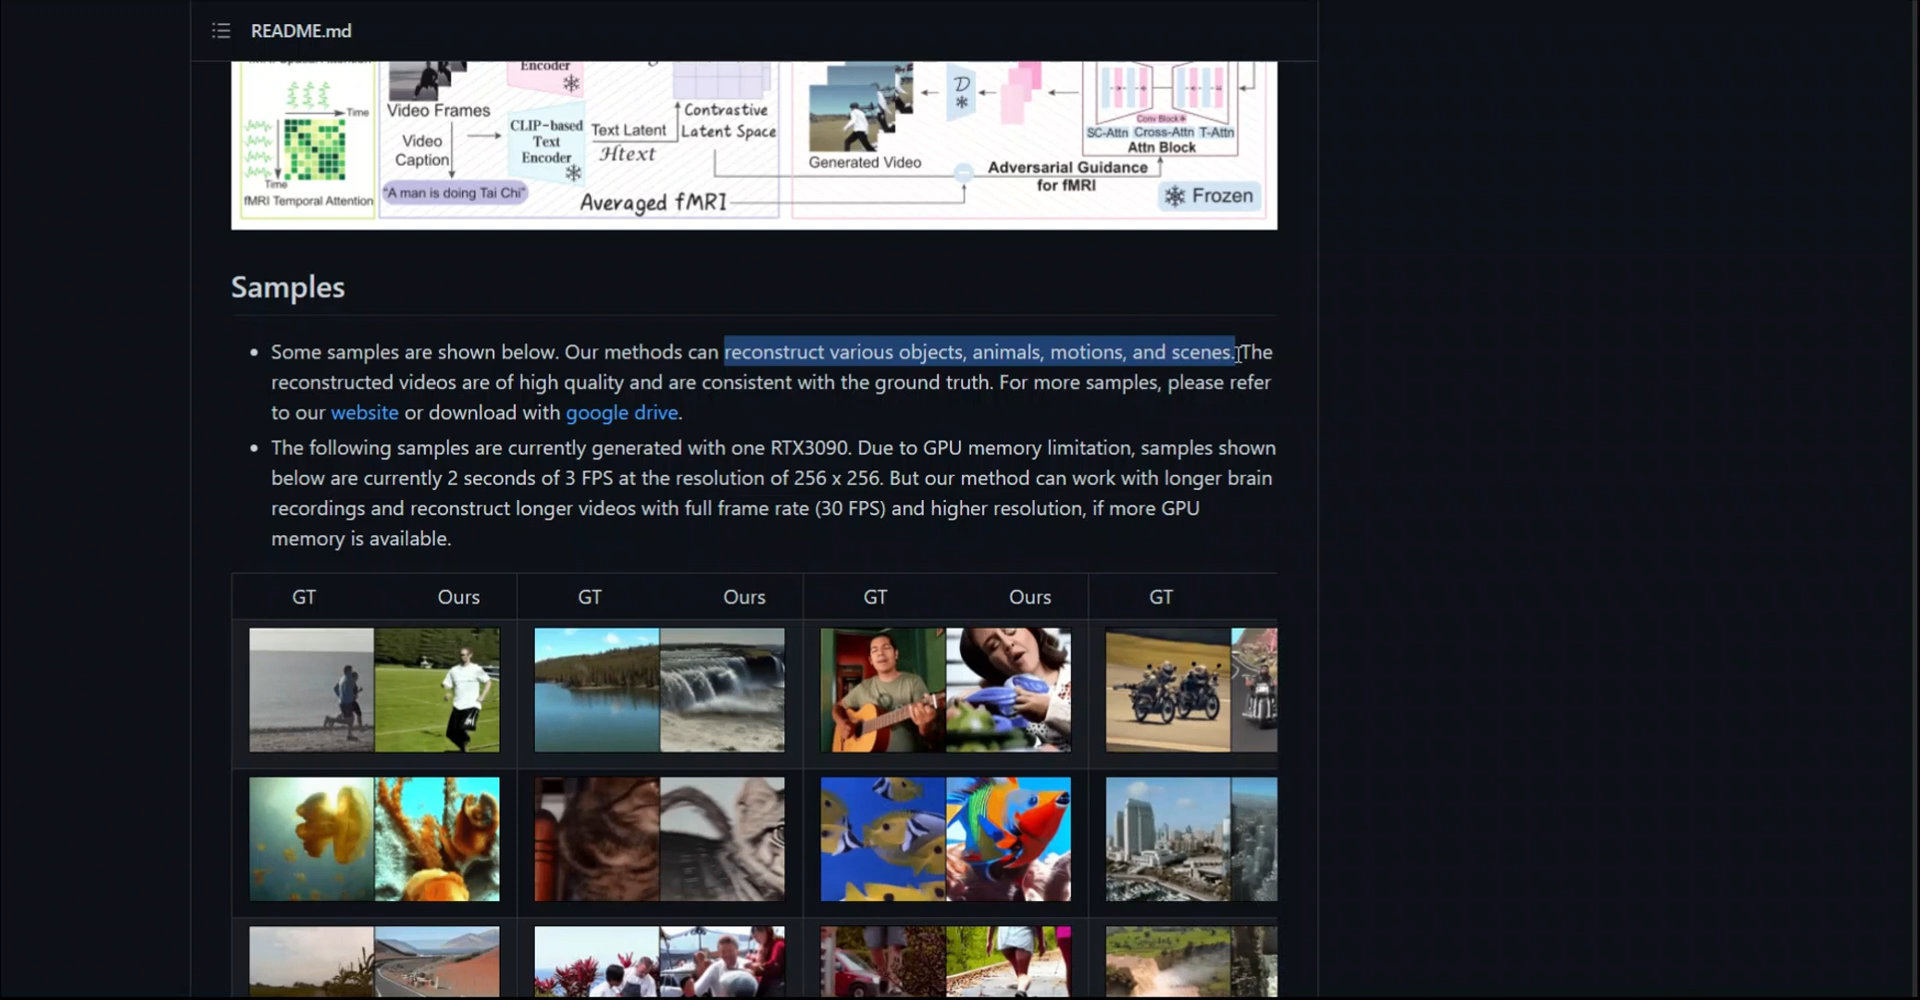 README.md
Encoder
Time
Video Frames
Video
Caption
CLIP-based
Text
Encoder
Text Latent
Htext
Contrastive
Latent Space
D
Generated Video
Conv Block
SC-Attn Cross-Attn T-Attn
Attn Block
Adversarial Guidance
for fMRI
Frozen
Time
fMRI Temporal Attention
"A man is doing Tai Chi"
Averaged fMRI
Samples
Some samples are shown below. Our methods can reconstruct various objects, animals, motions, and scenes. The
reconstructed videos are of high quality and are consistent with the ground truth. For more samples, please refer
to our website or download with google drive.
The following samples are currently generated with one RTX3090. Due to GPU memory limitation, samples shown
below are currently 2 seconds of 3 FPS at the resolution of 256 x 256. But our method can work with longer brain
recordings and reconstruct longer videos with full frame rate (30 FPS) and higher resolution, if more GPU
memory is available.
GT Ours GT Ours GT Ours GT